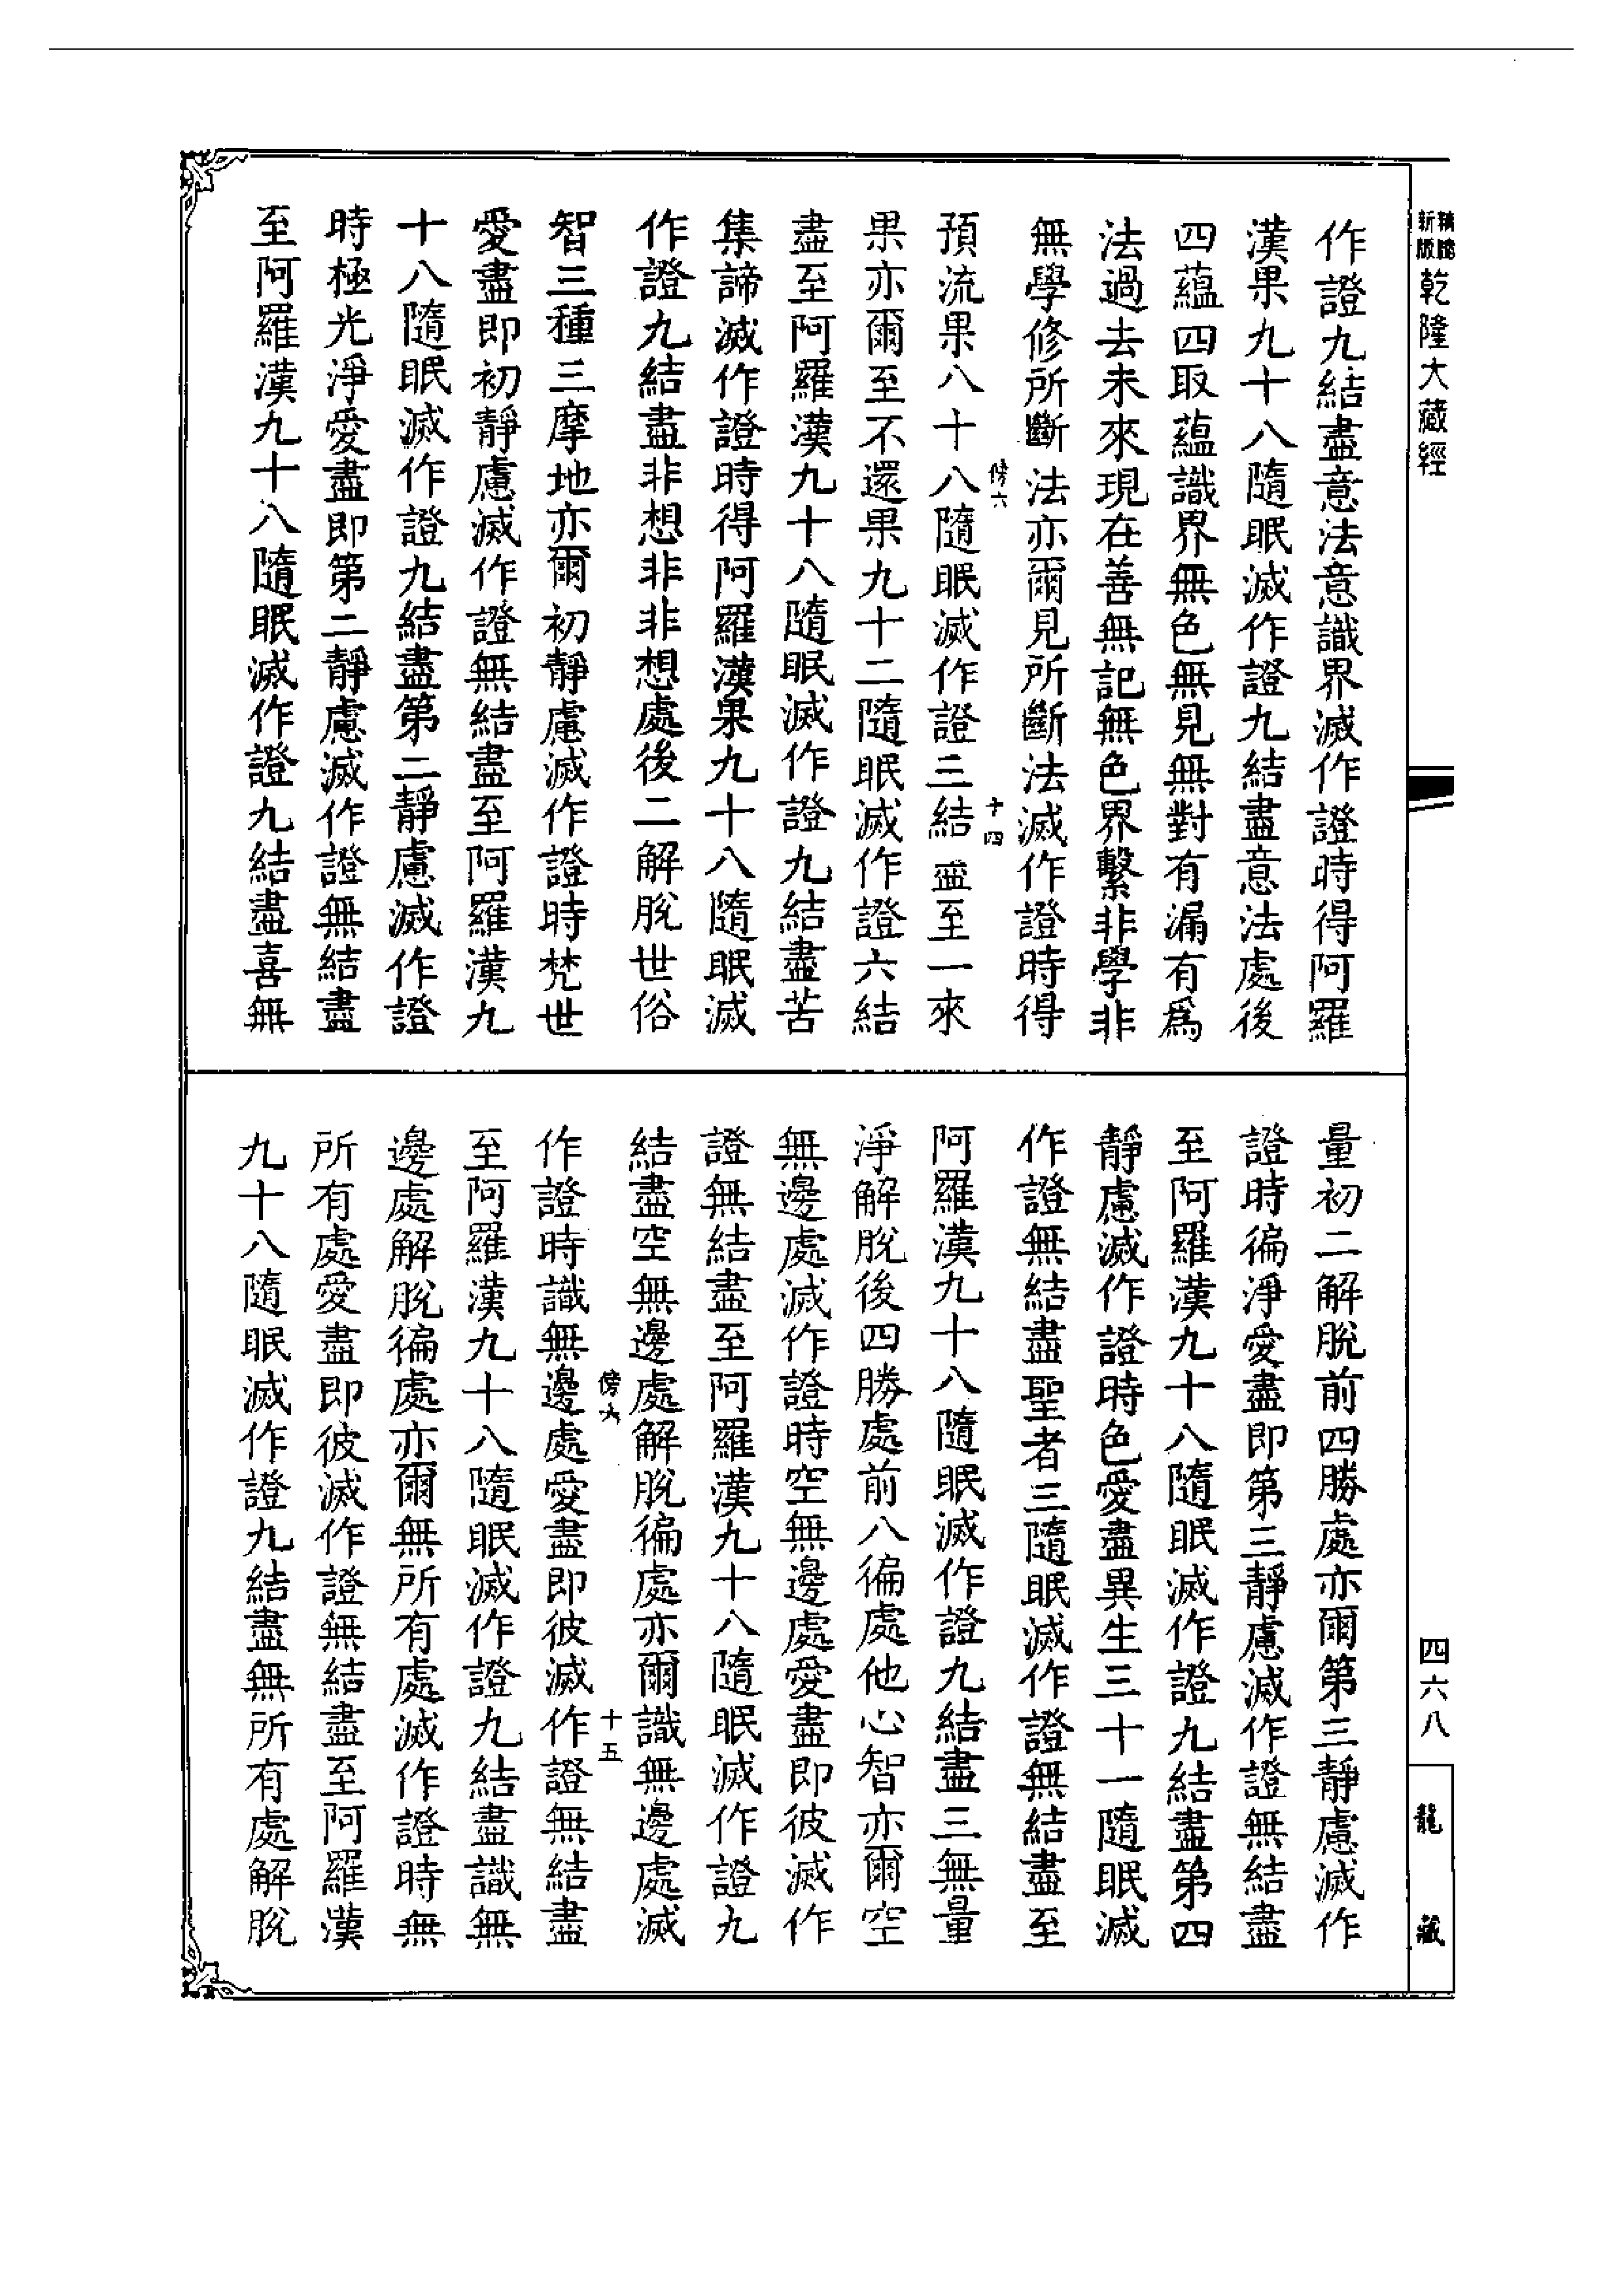 新版
乾隆大藏經
四六八
龍藏
作證九結盡意法意識界滅作證時得阿羅
漢果九十八隨眠滅作證九結盡意法處後
四蘊四取蘊識界無色無見無對有漏有為
法過去未來現在善無記無色界繫非學非
無學修所斷法亦爾見所斷法滅作證時得
傍六
十四
預流果八十八隨眠滅作證三結盡至一來
果亦爾至不還果九十二隨眠滅作證六結
盡至阿羅漢九十八隨眠滅作證九結盡苦
集諦滅作證時得阿羅漢果九十八隨眠滅
作證九結盡非想非非想處後二解脫世俗
智三種三摩地亦爾初靜慮滅作證時梵世
愛盡即初靜慮滅作證無結盡至阿羅漢九
十八隨眠滅作證九結盡第二靜慮滅作證
時極光淨愛盡即第二靜慮滅作證無結盡
至阿羅漢九十八隨眠滅作證九結盡喜無
量初二解脫前四勝處亦爾第三靜慮滅作
證時徧淨愛盡即第三靜慮滅作證無結盡
至阿羅漢九十八隨眠滅作證九結盡第四
靜慮滅作證時色愛盡異生三十一隨眠滅
作證無結盡聖者三隨眠滅作證無結盡至
阿羅漢九十八隨眠滅作證九結盡三無量
淨解脫後四勝處前八徧處他心智亦爾空
無邊處滅作證時空無邊處愛盡即彼滅作
證無結盡至阿羅漢九十八隨眠滅作證九
結盡空無邊處解脫徧處亦爾識無邊處滅
傍六
十五
作證時識無邊處愛盡即彼滅作證無結盡
至阿羅漢九十八隨眠滅作證九結盡識無
邊處解脫徧處亦爾無所有處滅作證時無
所有處愛盡即彼滅作證無結盡至阿羅漢
九十八隨眠滅作證九結盡無所有處解脫